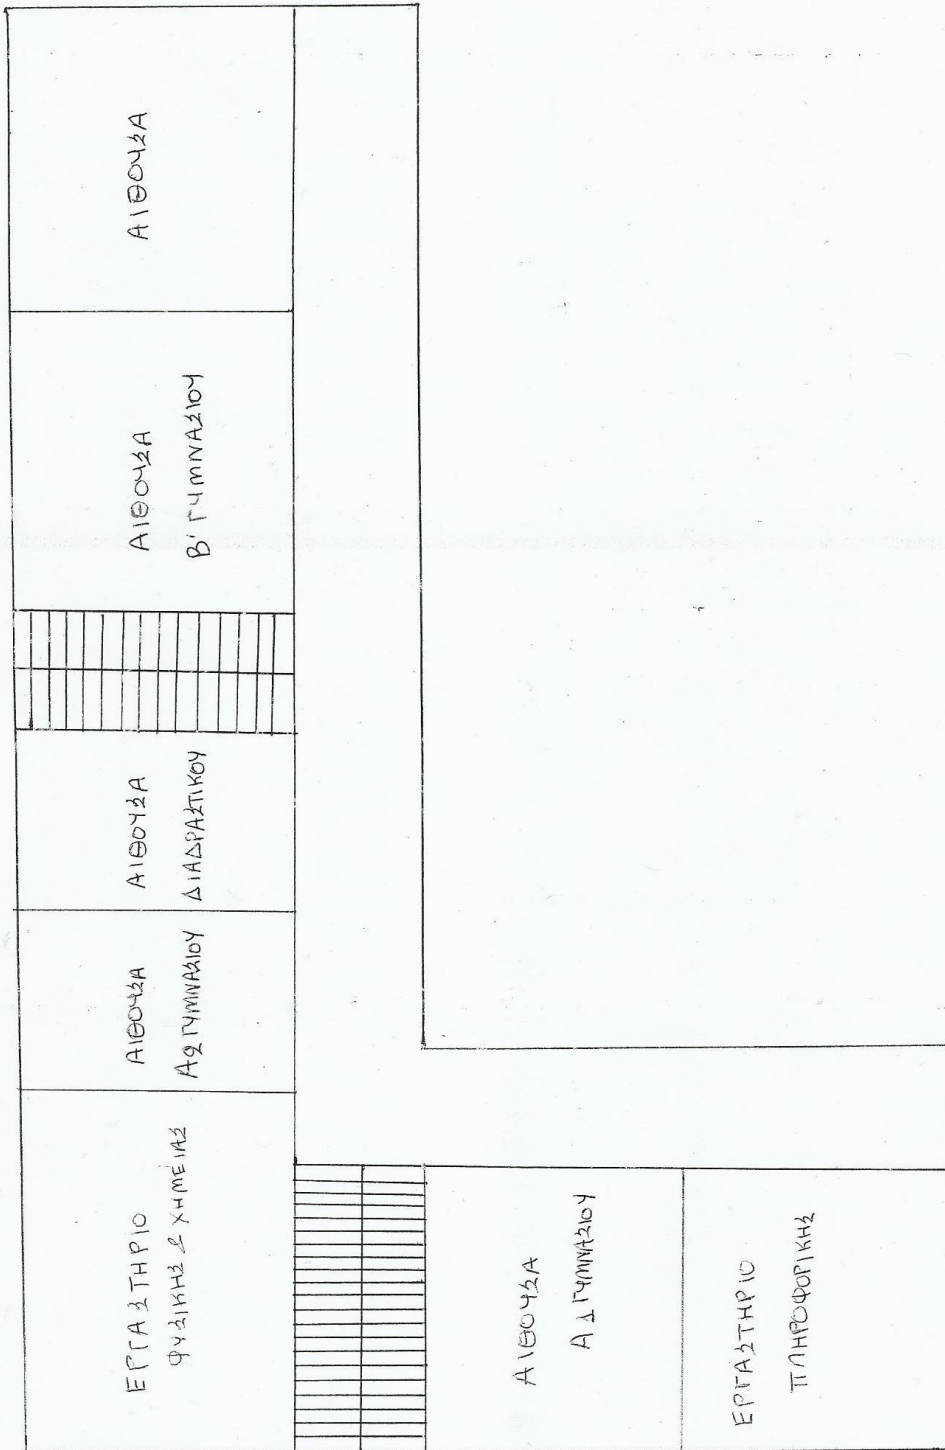 ΑΙΘΟΥΣΑ
ΑΙΘΟΥΣΑ
Β' ΓΥΜΝΑΣΙΟΥ
ΑΙΘΟΥΣΑ
ΔΙΑΔΡΑΣΤΙΚΟΥ
ΑΙΘΟΥΣΑ
Α2 ΓΥΜΝΑΣΙΟΥ
ΕΡΓΑΣΤΗΡΙΟ
ΦΥΣΙΚΗΣ & ΧΗΜΕΙΑΣ
ΑΙΘΟΥΣΑ
Α1 ΓΥΜΝΑΣΙΟΥ
ΕΡΓΑΣΤΗΡΙΟ
ΠΛΗΡΟΦΟΡΙΚΗΣ